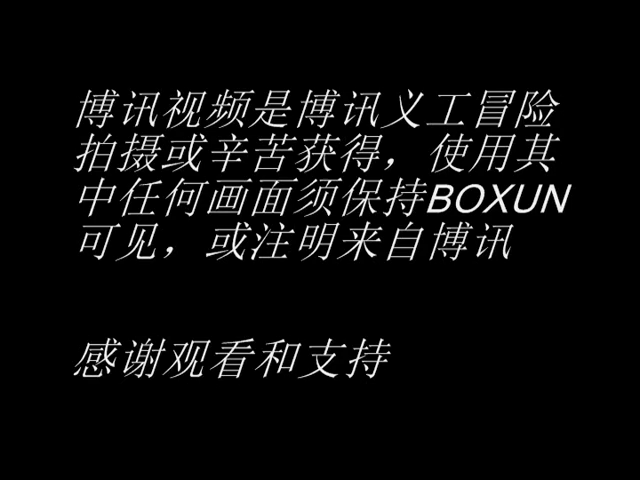 博讯视频是博讯义工冒险
拍摄或辛苦获得，使用其
中任何画面须保持BOXUN
可见，或注明来自博讯
感谢观看和支持